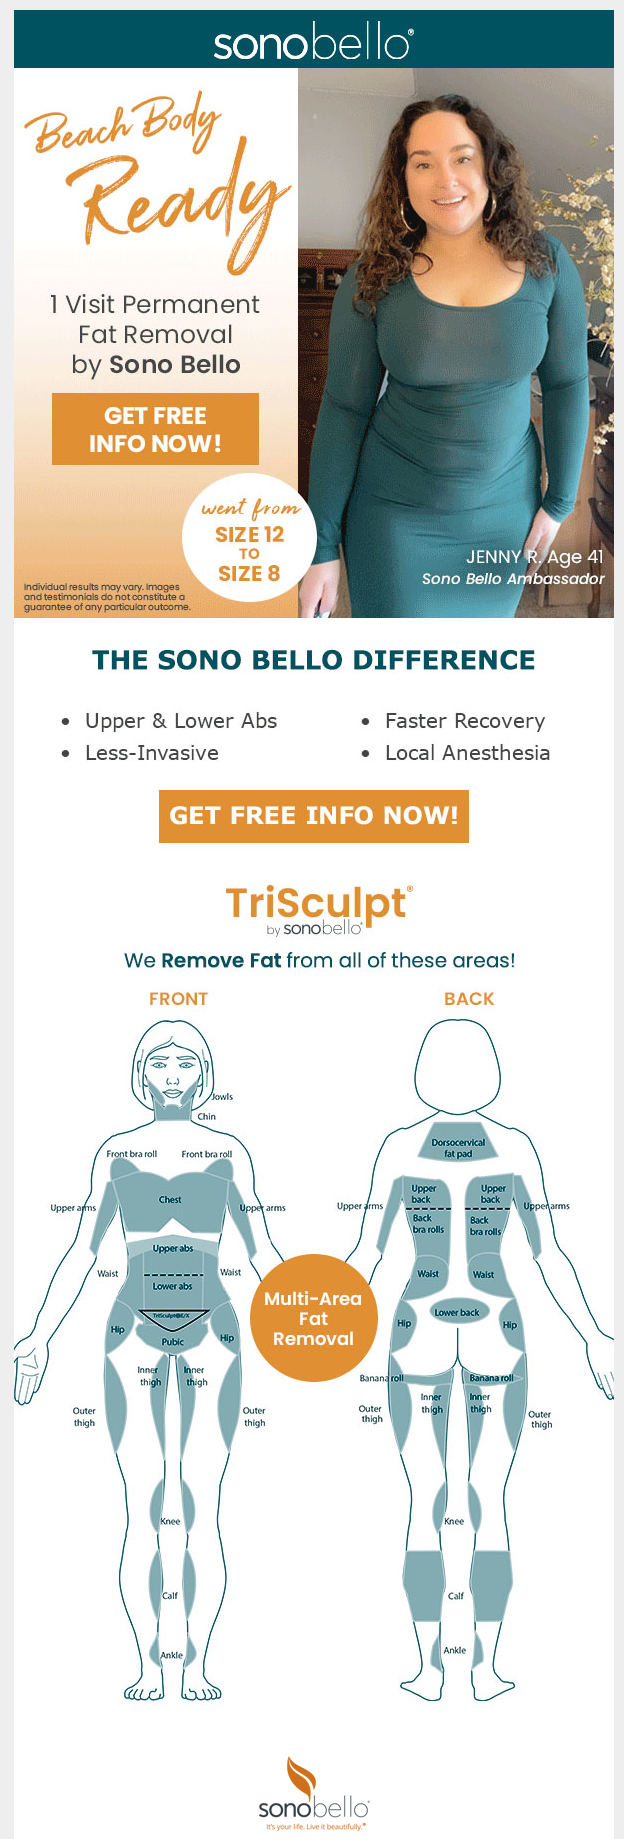 sonobello®
Beach Body
Ready
1 Visit Permanent
Fat Removal
by Sono Bello
GET FREE
INFO NOW!
went from
SIZE 12
TO
SIZE 8
Individual results may vary. Images
and testimonials do not constitute a
guarantee of any particular outcome.
JENNY R. Age 41
Sono Bello Ambassador
THE SONO BELLO DIFFERENCE
• Upper & Lower Abs
• Less-Invasive
• Faster Recovery
• Local Anesthesia
GET FREE INFO NOW!
TriSculpt®
by sonobello®
We Remove Fat from all of these areas!
FRONT
Jowls
Chin
Front bra roll
Front bra roll
Chest
Upper arms
Upper arms
Upper abs
Waist
Waist
Lower abs
Hip
Pubic
Hip
Inner
thigh
Inner
thigh
Outer
thigh
Outer
thigh
Knee
Calf
Ankle
Multi-Area
Fat
Removal
BACK
Dorsocervical
fat pad
Upper
back
Upper
back
Upper arms
Upper arms
Back
bra rolls
Back
bra rolls
Waist
Waist
Lower back
Hip
Hip
Banana roll
Banana roll
Inner
thigh
Inner
thigh
Outer
thigh
Outer
thigh
Knee
Calf
Ankle
sonobello®
It's your life. Live it beautifully.®